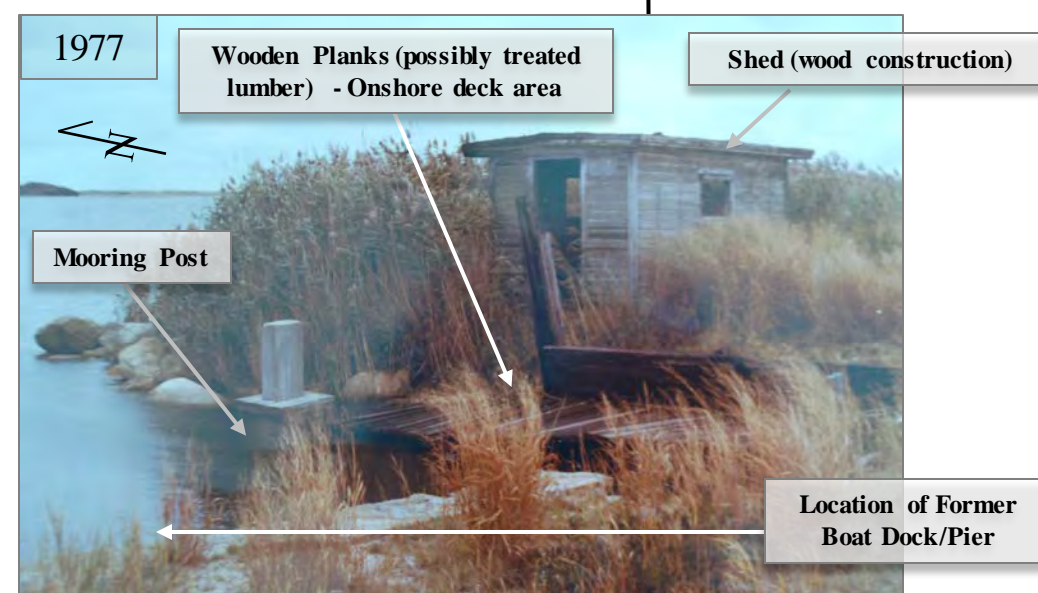 1977
Wooden Planks (possibly treated
lumber) - Onshore deck area
Shed (wood construction)
N
Mooring Post
Location of Former
Boat Dock/Pier